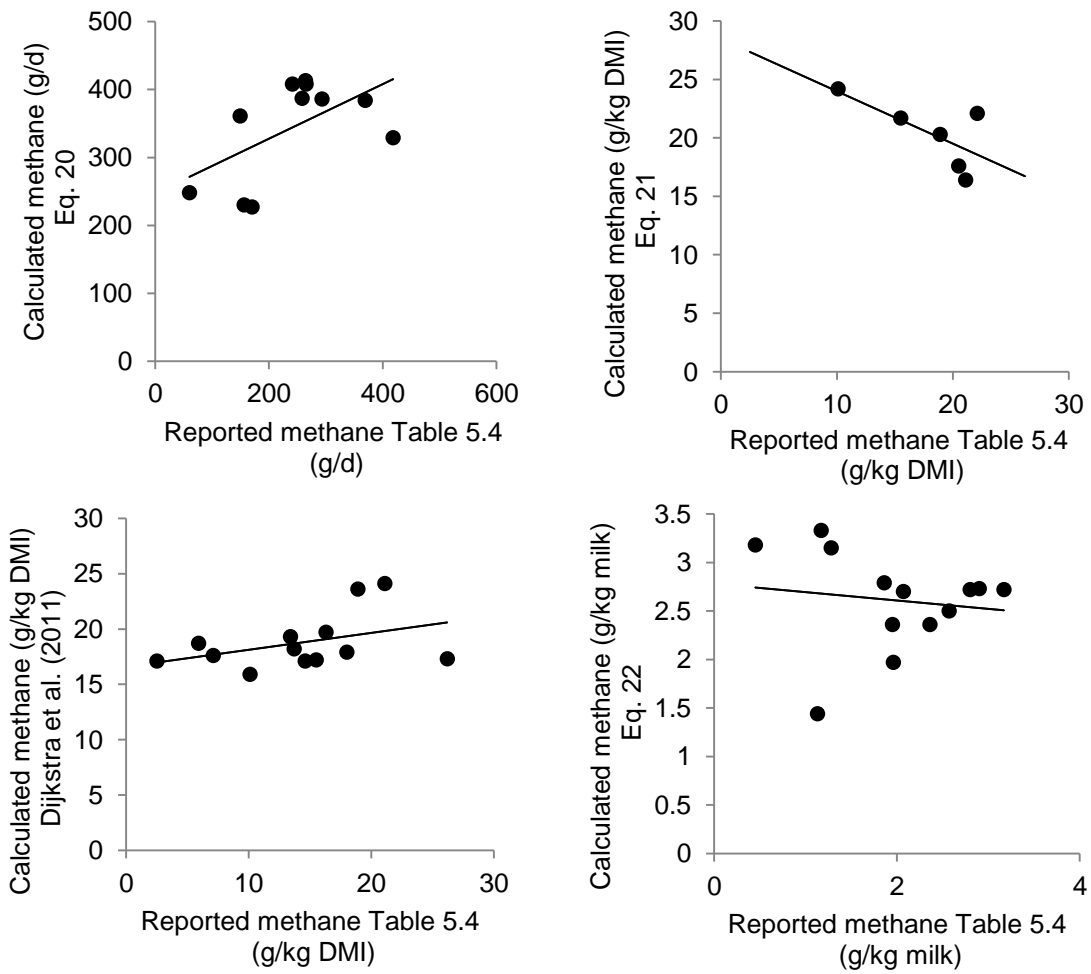 Calculated methane (g/d)
Eq. 20
500
400
300
200
100
0
0 200 400 600
Reported methane Table 5.4
(g/d)
Calculated methane (g/kg DMI)
Eq. 21
30
25
20
15
10
5
0
0 10 20 30
Reported methane Table 5.4
(g/kg DMI)
Calculated methane (g/kg DMI)
Dijkstra et al. (2011)
30
25
20
15
10
5
0
0 10 20 30
Reported methane Table 5.4
(g/kg DMI)
Calculated methane (g/kg milk)
Eq. 22
3.5
3
2.5
2
1.5
1
0.5
0
0 2 4
Reported methane Table 5.4
(g/kg milk)